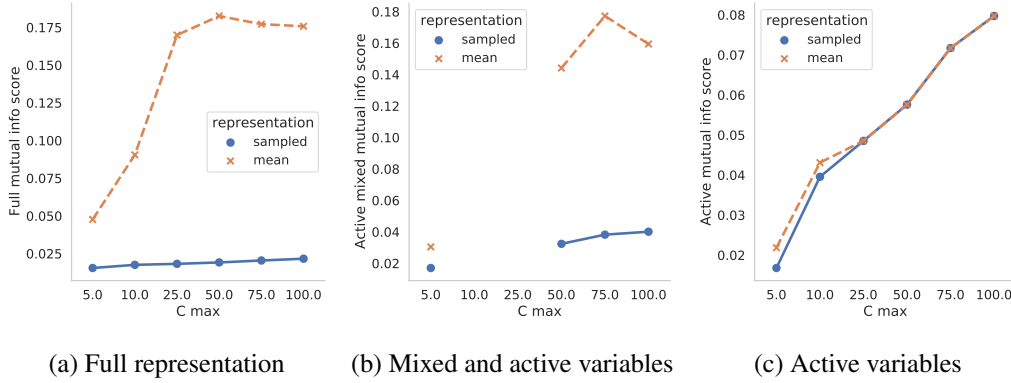 Full mutual info score
0.175
0.150
0.125
0.100
0.075
0.050
0.025
5.0 10.0 25.0 50.0 75.0 100.0
C max
representation
sampled
mean
(a) Full representation
Active mixed mutual info score
0.18
0.16
0.14
0.12
0.10
0.08
0.06
0.04
0.02
5.0 10.0 25.0 50.0 75.0 100.0
C max
representation
sampled
mean
(b) Mixed and active variables
Active mutual info score
0.08
0.07
0.06
0.05
0.04
0.03
0.02
5.0 10.0 25.0 50.0 75.0 100.0
C max
representation
sampled
mean
(c) Active variables